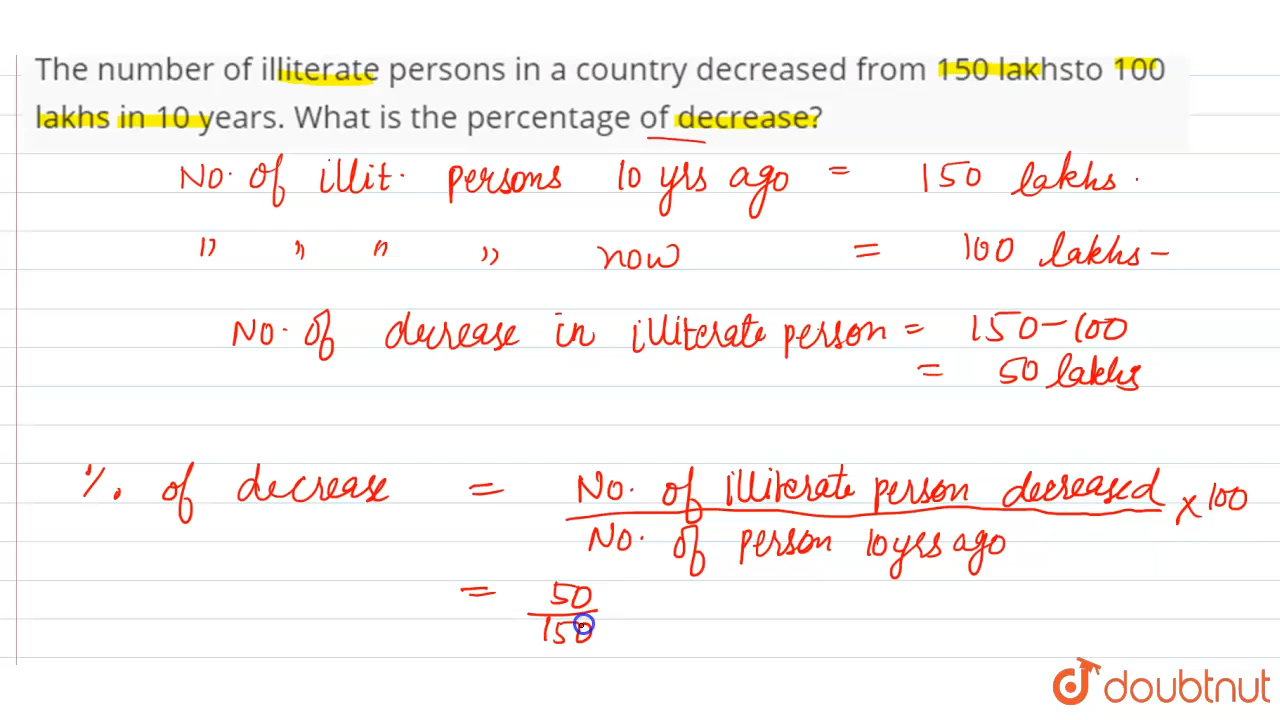 The number of illiterate persons in a country decreased from 150 lakhsto 100
lakhs in 10 years. What is the percentage of decrease?
No. of illit. persons 10 yrs ago = 150 lakhs.
" " " " now = 100 lakhs -
No. of decrease in illiterate person = 150-100
= 50 lakhs
% of decrease = No. of illiterate person decreased × 100
No. of person 10 yrs ago
= 50
150
doubtnut